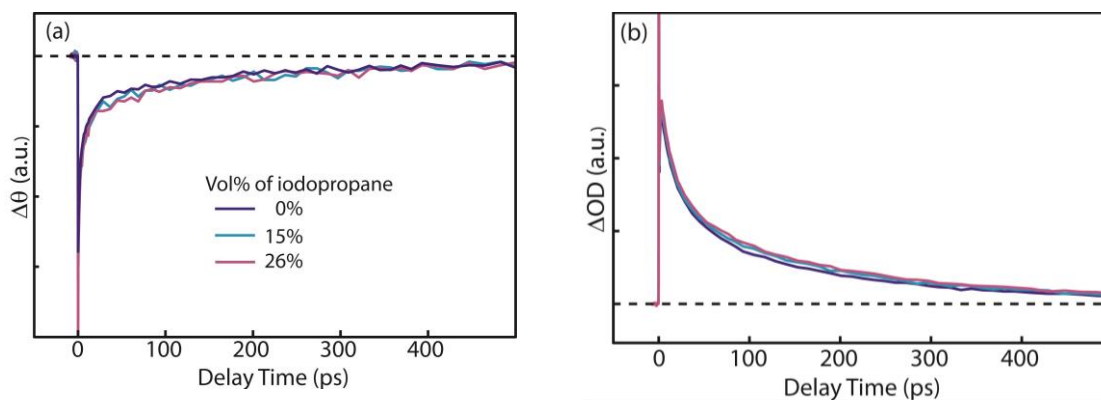 (a)
Δθ (a.u.)
Vol% of iodopropane
0%
15%
26%
0 100 200 300 400
Delay Time (ps)
(b)
ΔOD (a.u.)
0 100 200 300 400
Delay Time (ps)